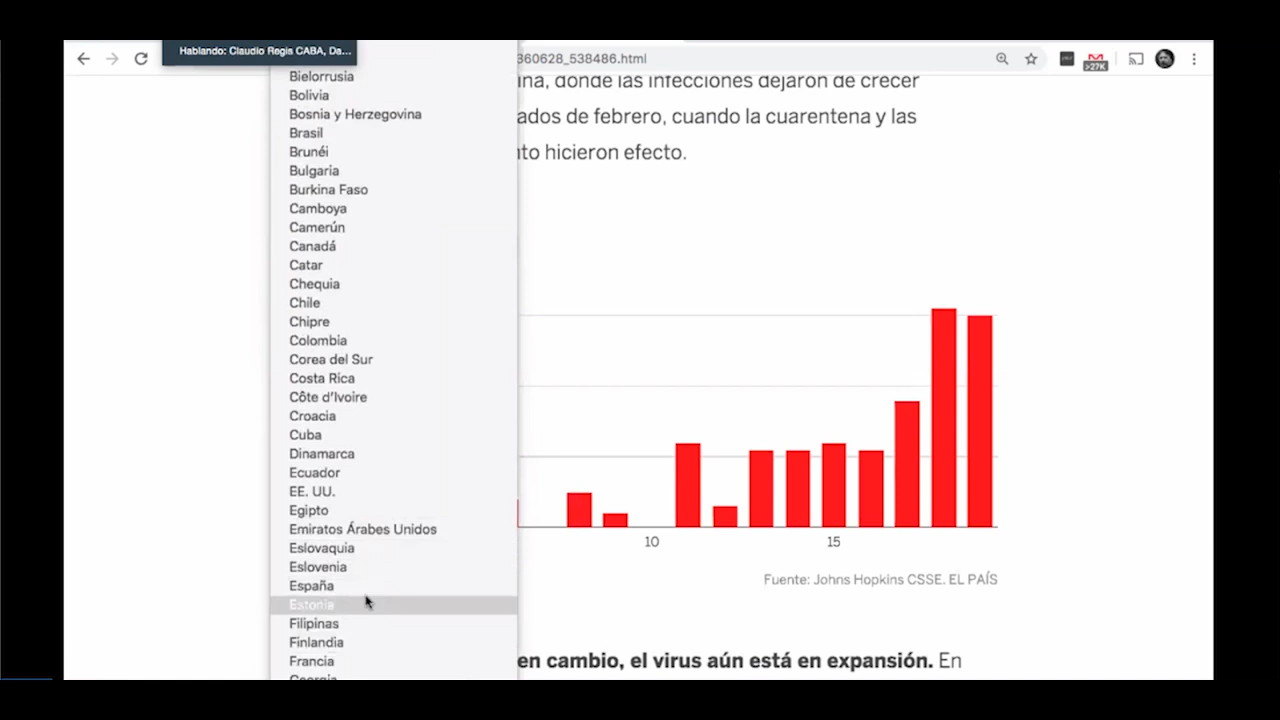 Hablando: Claudio Regis CABA, Da...
360628_538486.html
>27K
ina, donde las infecciones dejaron de crecer
ados de febrero, cuando la cuarentena y las
nto hicieron efecto.
Bielorrusia
Bolivia
Bosnia y Herzegovina
Brasil
Brunéi
Bulgaria
Burkina Faso
Camboya
Camerún
Canadá
Catar
Chequia
Chile
Chipre
Colombia
Corea del Sur
Costa Rica
Côte d'Ivoire
Croacia
Cuba
Dinamarca
Ecuador
EE. UU.
Egipto
Emiratos Árabes Unidos
Eslovaquia
Eslovenia
España
Estonia
Filipinas
Finlandia
Francia
Georgia
10
15
Fuente: Johns Hopkins CSSE. EL PAÍS
en cambio, el virus aún está en expansión. En